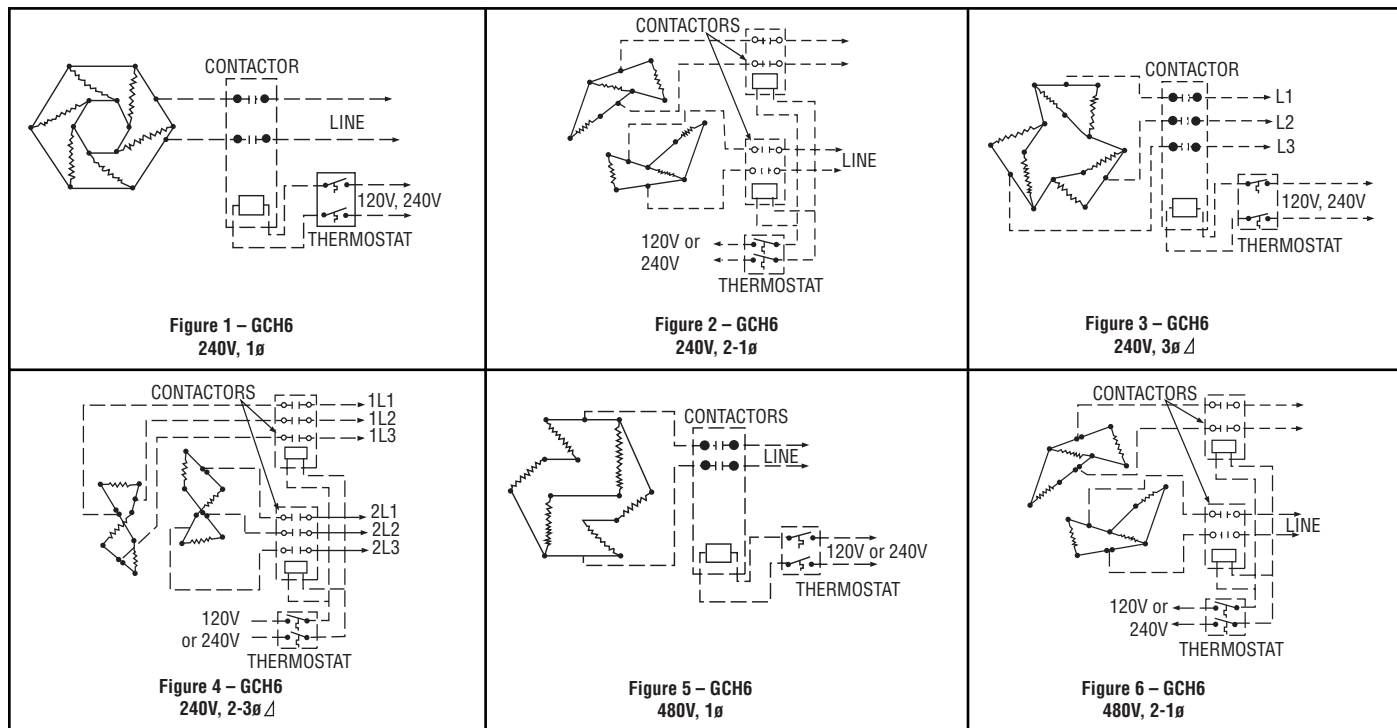 CONTACTOR
LINE
120V, 240V
THERMOSTAT
Figure 1 – GCH6
240V, 1ø
CONTACTORS
LINE
120V or
240V
THERMOSTAT
Figure 2 – GCH6
240V, 2-1ø
CONTACTOR
L1
L2
L3
120V, 240V
THERMOSTAT
Figure 3 – GCH6
240V, 3ø ⊿
CONTACTORS
1L1
1L2
1L3
2L1
2L2
2L3
120V
or 240V
THERMOSTAT
Figure 4 – GCH6
240V, 2-3ø ⊿
CONTACTORS
LINE
120V or 240V
THERMOSTAT
Figure 5 – GCH6
480V, 1ø
CONTACTORS
LINE
120V or
240V
THERMOSTAT
Figure 6 – GCH6
480V, 2-1ø